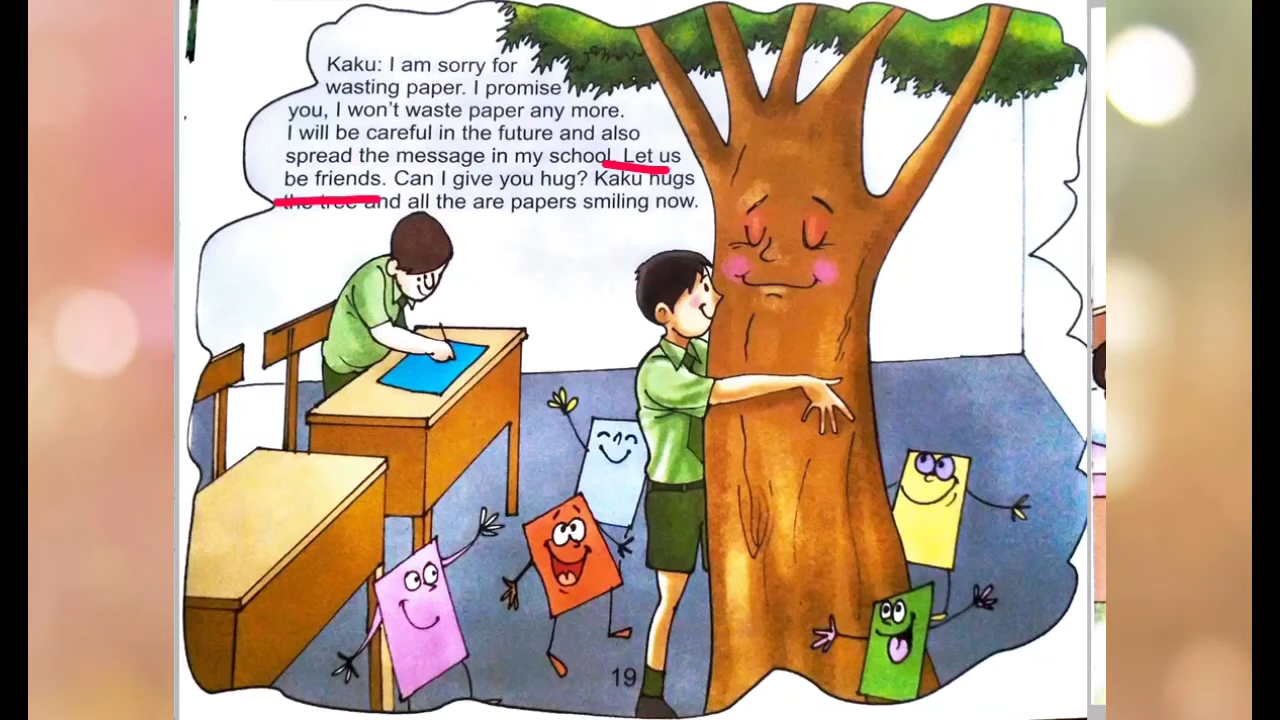 Kaku: I am sorry for
wasting paper. I promise
you, I won't waste paper any more.
I will be careful in the future and also
spread the message in my school. Let us
be friends. Can I give you hug? Kaku hugs
the tree and all the are papers smiling now.
19